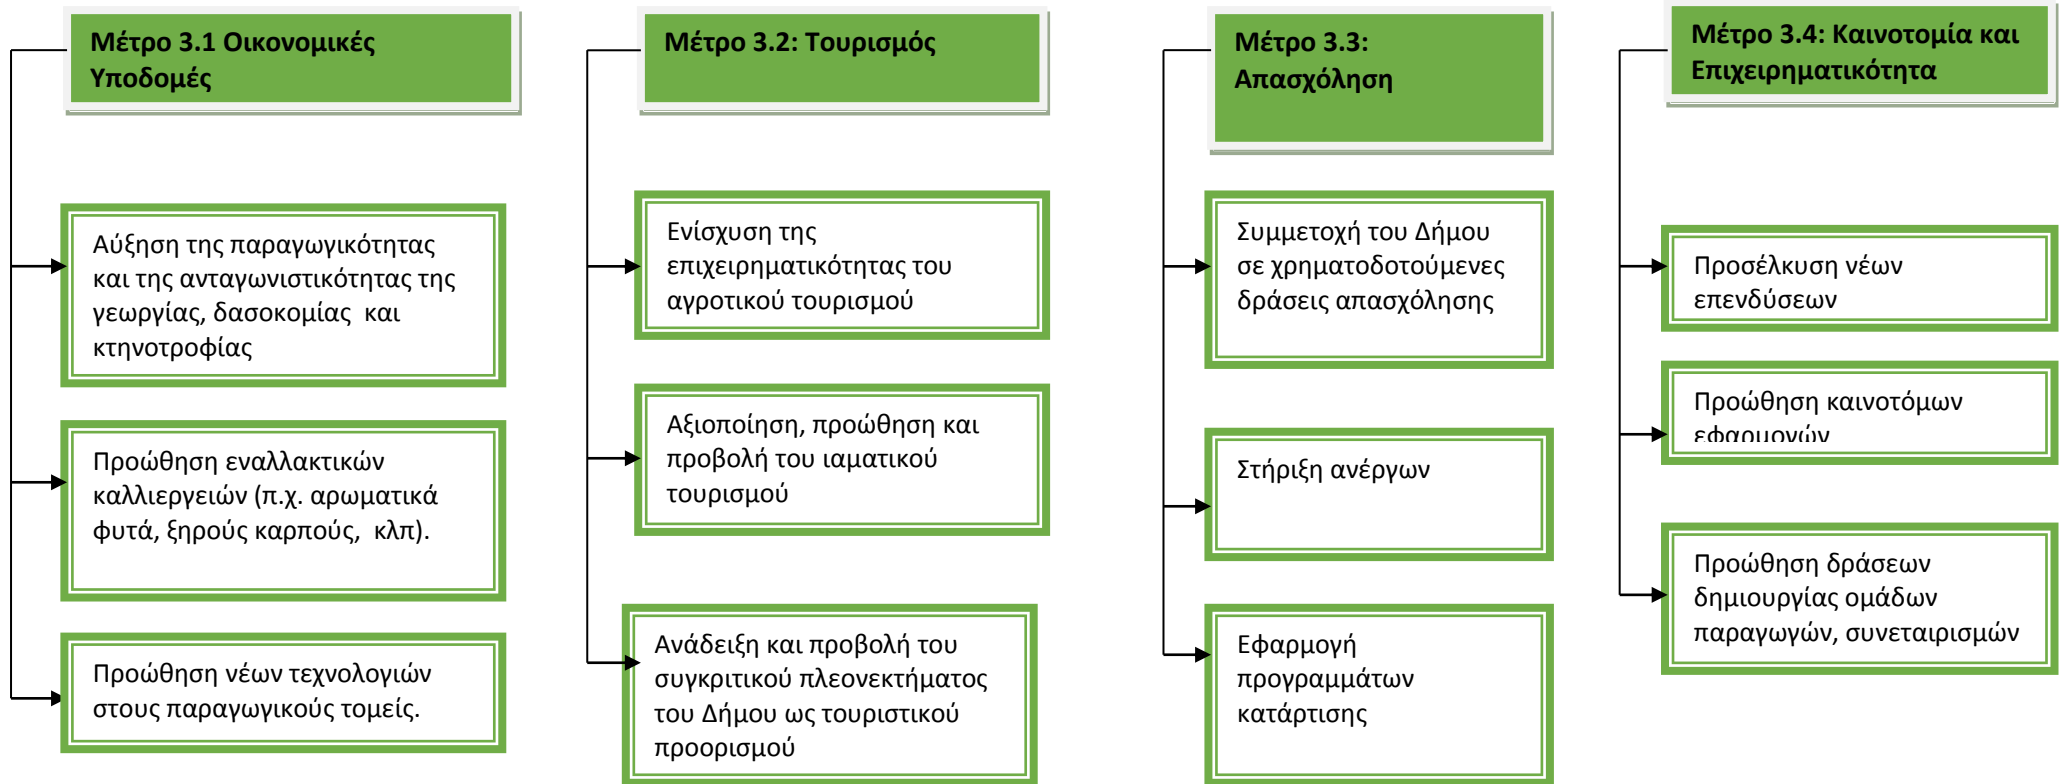 Μέτρο 3.1 Οικονομικές
Υποδομές
Αύξηση της παραγωγικότητας
και της ανταγωνιστικότητας της
γεωργίας, δασοκομίας και
κτηνοτροφίας
Προώθηση εναλλακτικών
καλλιεργειών (π.χ. αρωματικά
φυτά, ξηρούς καρπούς, κλπ).
Προώθηση νέων τεχνολογιών
στους παραγωγικούς τομείς.
Μέτρο 3.2: Τουρισμός
Ενίσχυση της
επιχειρηματικότητας του
αγροτικού τουρισμού
Αξιοποίηση, προώθηση και
προβολή του ιαματικού
τουρισμού
Ανάδειξη και προβολή του
συγκριτικού πλεονεκτήματος
του Δήμου ως τουριστικού
προορισμού
Μέτρο 3.3:
Απασχόληση
Συμμετοχή του Δήμου
σε χρηματοδοτούμενες
δράσεις απασχόλησης
Στήριξη ανέργων
Εφαρμογή
προγραμμάτων
κατάρτισης
Μέτρο 3.4: Καινοτομία και
Επιχειρηματικότητα
Προσέλκυση νέων
επενδύσεων
Προώθηση καινοτόμων
εφαρμογών
Προώθηση δράσεων
δημιουργίας ομάδων
παραγωγών, συνεταιρισμών